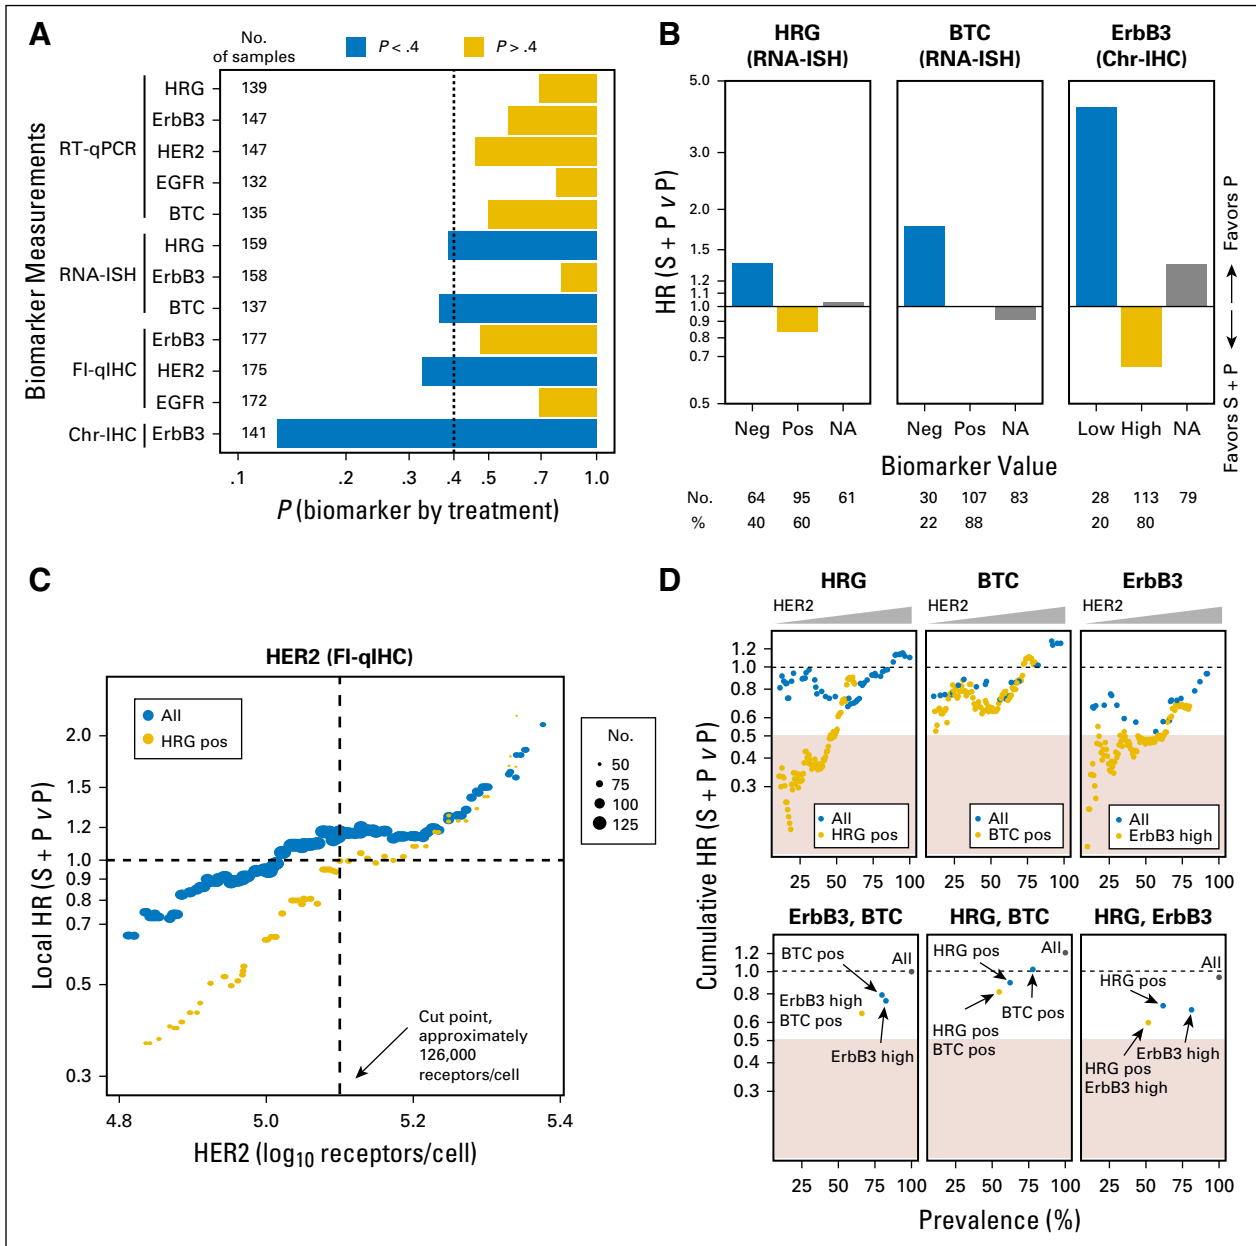 A
No.
of samples
P < .4
P > .4
Biomarker Measurements
RT-qPCR
HRG 139
ErbB3 147
HER2 147
EGFR 132
BTC 135
RNA-ISH
HRG 159
ErbB3 158
BTC 137
FI-qIHC
ErbB3 177
HER2 175
EGFR 172
Chr-IHC
ErbB3 141
.1 .2 .3 .4 .5 .7 1.0
P (biomarker by treatment)
B
HRG
(RNA-ISH)
BTC
(RNA-ISH)
ErbB3
(Chr-IHC)
HR (S + P v P)
5.0
3.0
2.0
1.5
1.2
1.1
1.0
0.9
0.8
0.7
0.5
Favors P
Favors S + P
Neg Pos NA
Neg Pos NA
Low High NA
Biomarker Value
No. 64 95 61 30 107 83 28 113 79
% 40 60 22 88 20 80
C
HER2 (FI-qIHC)
Local HR (S + P v P)
All
HRG pos
2.0
1.5
1.2
1.0
0.9
0.8
0.7
0.5
0.3
No.
50
75
100
125
Cut point,
approximately
126,000
receptors/cell
4.8 5.0 5.2 5.4
HER2 (log10 receptors/cell)
D
HRG BTC ErbB3
HER2 HER2 HER2
Cumulative HR (S + P v P)
1.2
1.0
0.8
0.6
0.5
0.4
0.3
All
HRG pos
All
BTC pos
All
ErbB3 high
25 50 75 100
25 50 75 100
25 50 75 100
ErbB3, BTC
HRG, BTC
HRG, ErbB3
1.2
1.0
0.8
0.6
0.5
0.4
0.3
BTC pos
All
ErbB3 high
BTC pos
ErbB3 high
HRG pos
All
BTC pos
HRG pos
BTC pos
All
HRG pos
ErbB3 high
HRG pos
ErbB3 high
25 50 75 100
25 50 75 100
25 50 75 100
Prevalence (%)